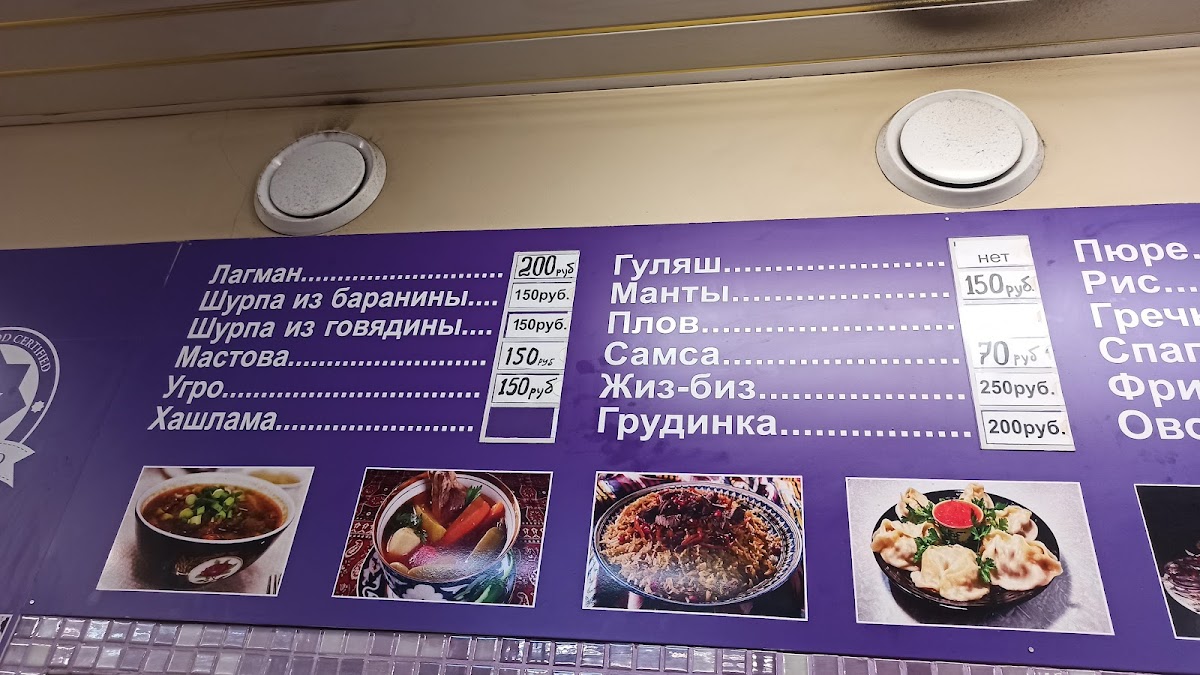 Лагман.............................. 200руб
Шурпа из баранины.... 150руб.
Шурпа из говядины.... 150руб.
Мастова........................... 150руб
Угро.................................... 150руб
Хашлама.........................
Гуляш................................ нет
Манты............................... 150руб.
Плов...................................
Самса................................ 70руб
Жиз-биз............................ 250руб.
Грудинка.......................... 200руб.
Пюре.
Рис....
CERTIFIED